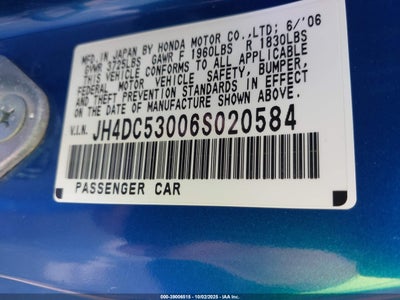 MFD. IN JAPAN BY HONDA MOTOR CO.,LTD; 6/'06
GVWR 3725LBS GAWR F 1960LBS R 1830LBS
THIS VEHICLE CONFORMS TO ALL APPLICABLE
FEDERAL MOTOR VEHICLE SAFETY, BUMPER,
AND THEFT PREVENTION STANDARDS IN EFFECT
ON THE DATE OF MANUFACTURE SHOWN ABOVE.
V.I.N. JH4DC53006S020584
PASSENGER CAR
000-39006515 - 10/02/2025 - IAA Inc.